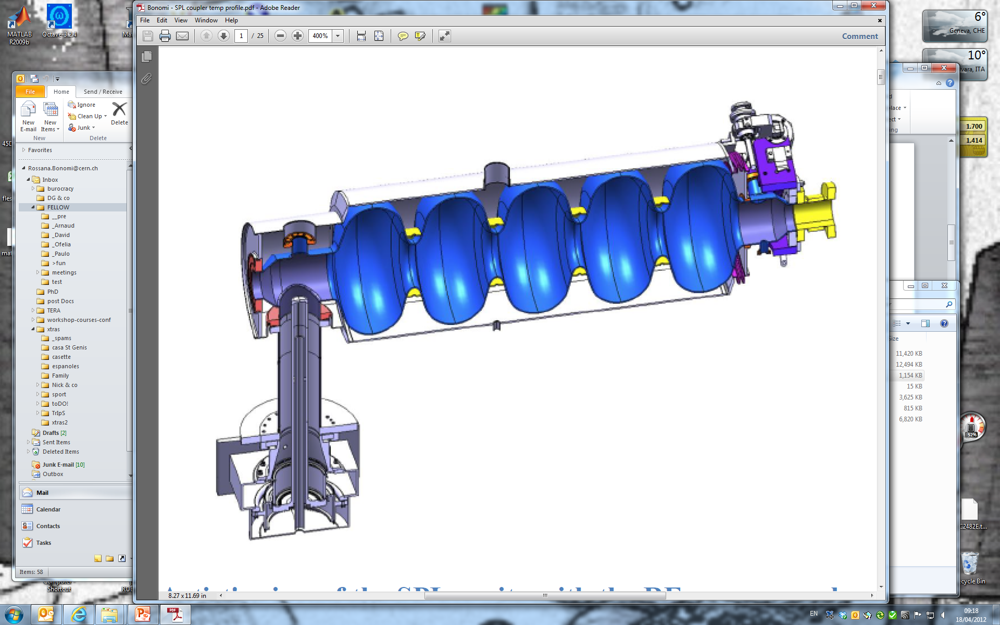 MATLAB
R2009b
Octave-3.2.4
Bonomi - SPL coupler temp profile.pdf - Adobe Reader
File Edit View Window Help
1 / 25
400%
Comment
6°
Geneva, CHE
10°
ITA
1.700
1.414
File Home Send / Receive
New
E-mail
New
Items
Ignore
Clean Up
Junk
Delete
New Delete
Favorites
Rossana.Bonomi@cern.ch
Inbox
burocracy
DG & co
FELLOW
__pre
_Arnaud
_David
_Ofelia
_Paulo
>fun
meetings
test
PhD
post Docs
TERA
workshop-courses-conf
xtras
_spams
casa St Genis
casette
espanoles
Family
Nick & co
sport
toDO!
TrIpS
xtras2
Drafts [2]
Sent Items
Deleted Items
Junk E-mail [10]
Outbox
Mail
Calendar
Contacts
Tasks
Items: 58
Shortcut
8.27 x 11.69 in
Size
11,420 KB
12,494 KB
1,154 KB
15 KB
3,625 KB
815 KB
6,820 KB
52%
C2482E.t...
Bin
EN
PDF
09:18
18/04/2012